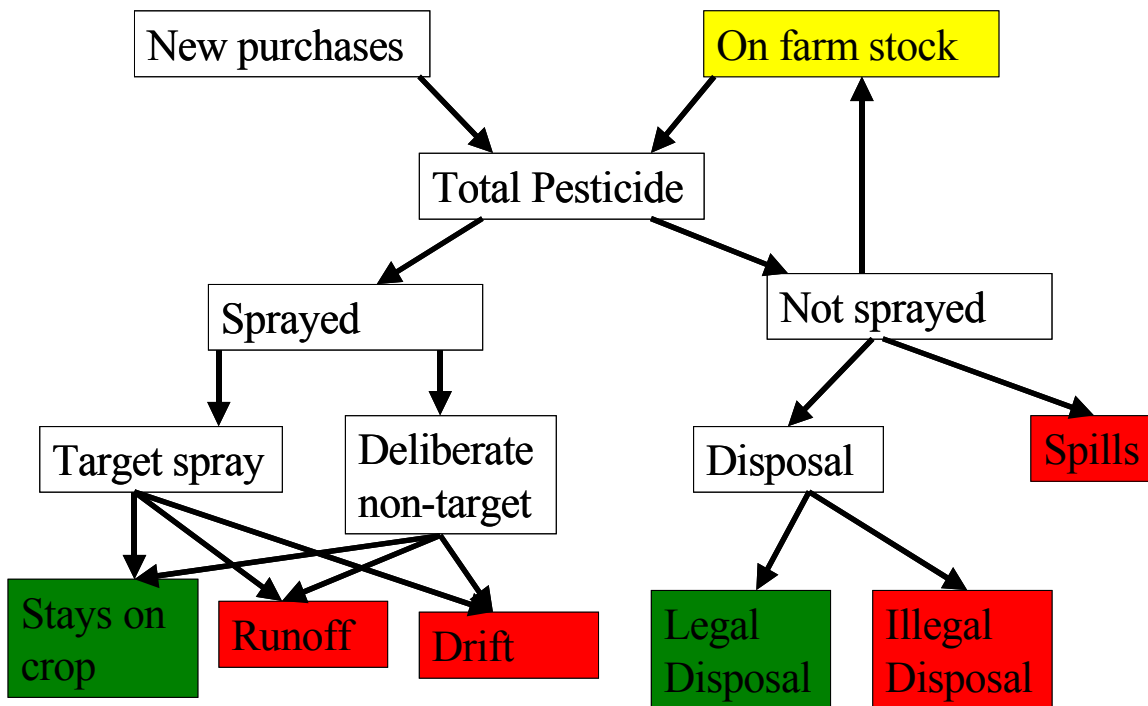 New purchases
On farm stock
Total Pesticide
Sprayed
Not sprayed
Target spray
Deliberate
non-target
Disposal
Spills
Stays on
crop
Runoff
Drift
Legal
Disposal
Illegal
Disposal